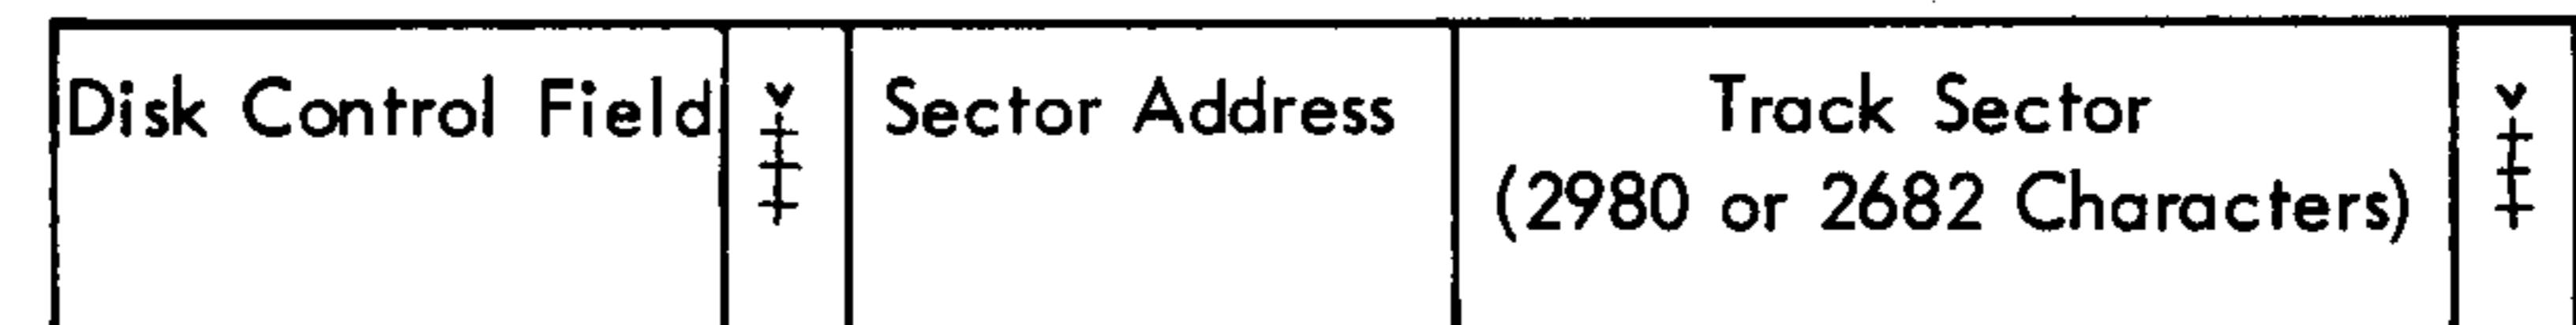 Disk Control Field v⯒ Sector Address Track Sector v⯒
(2980 or 2682 Characters)